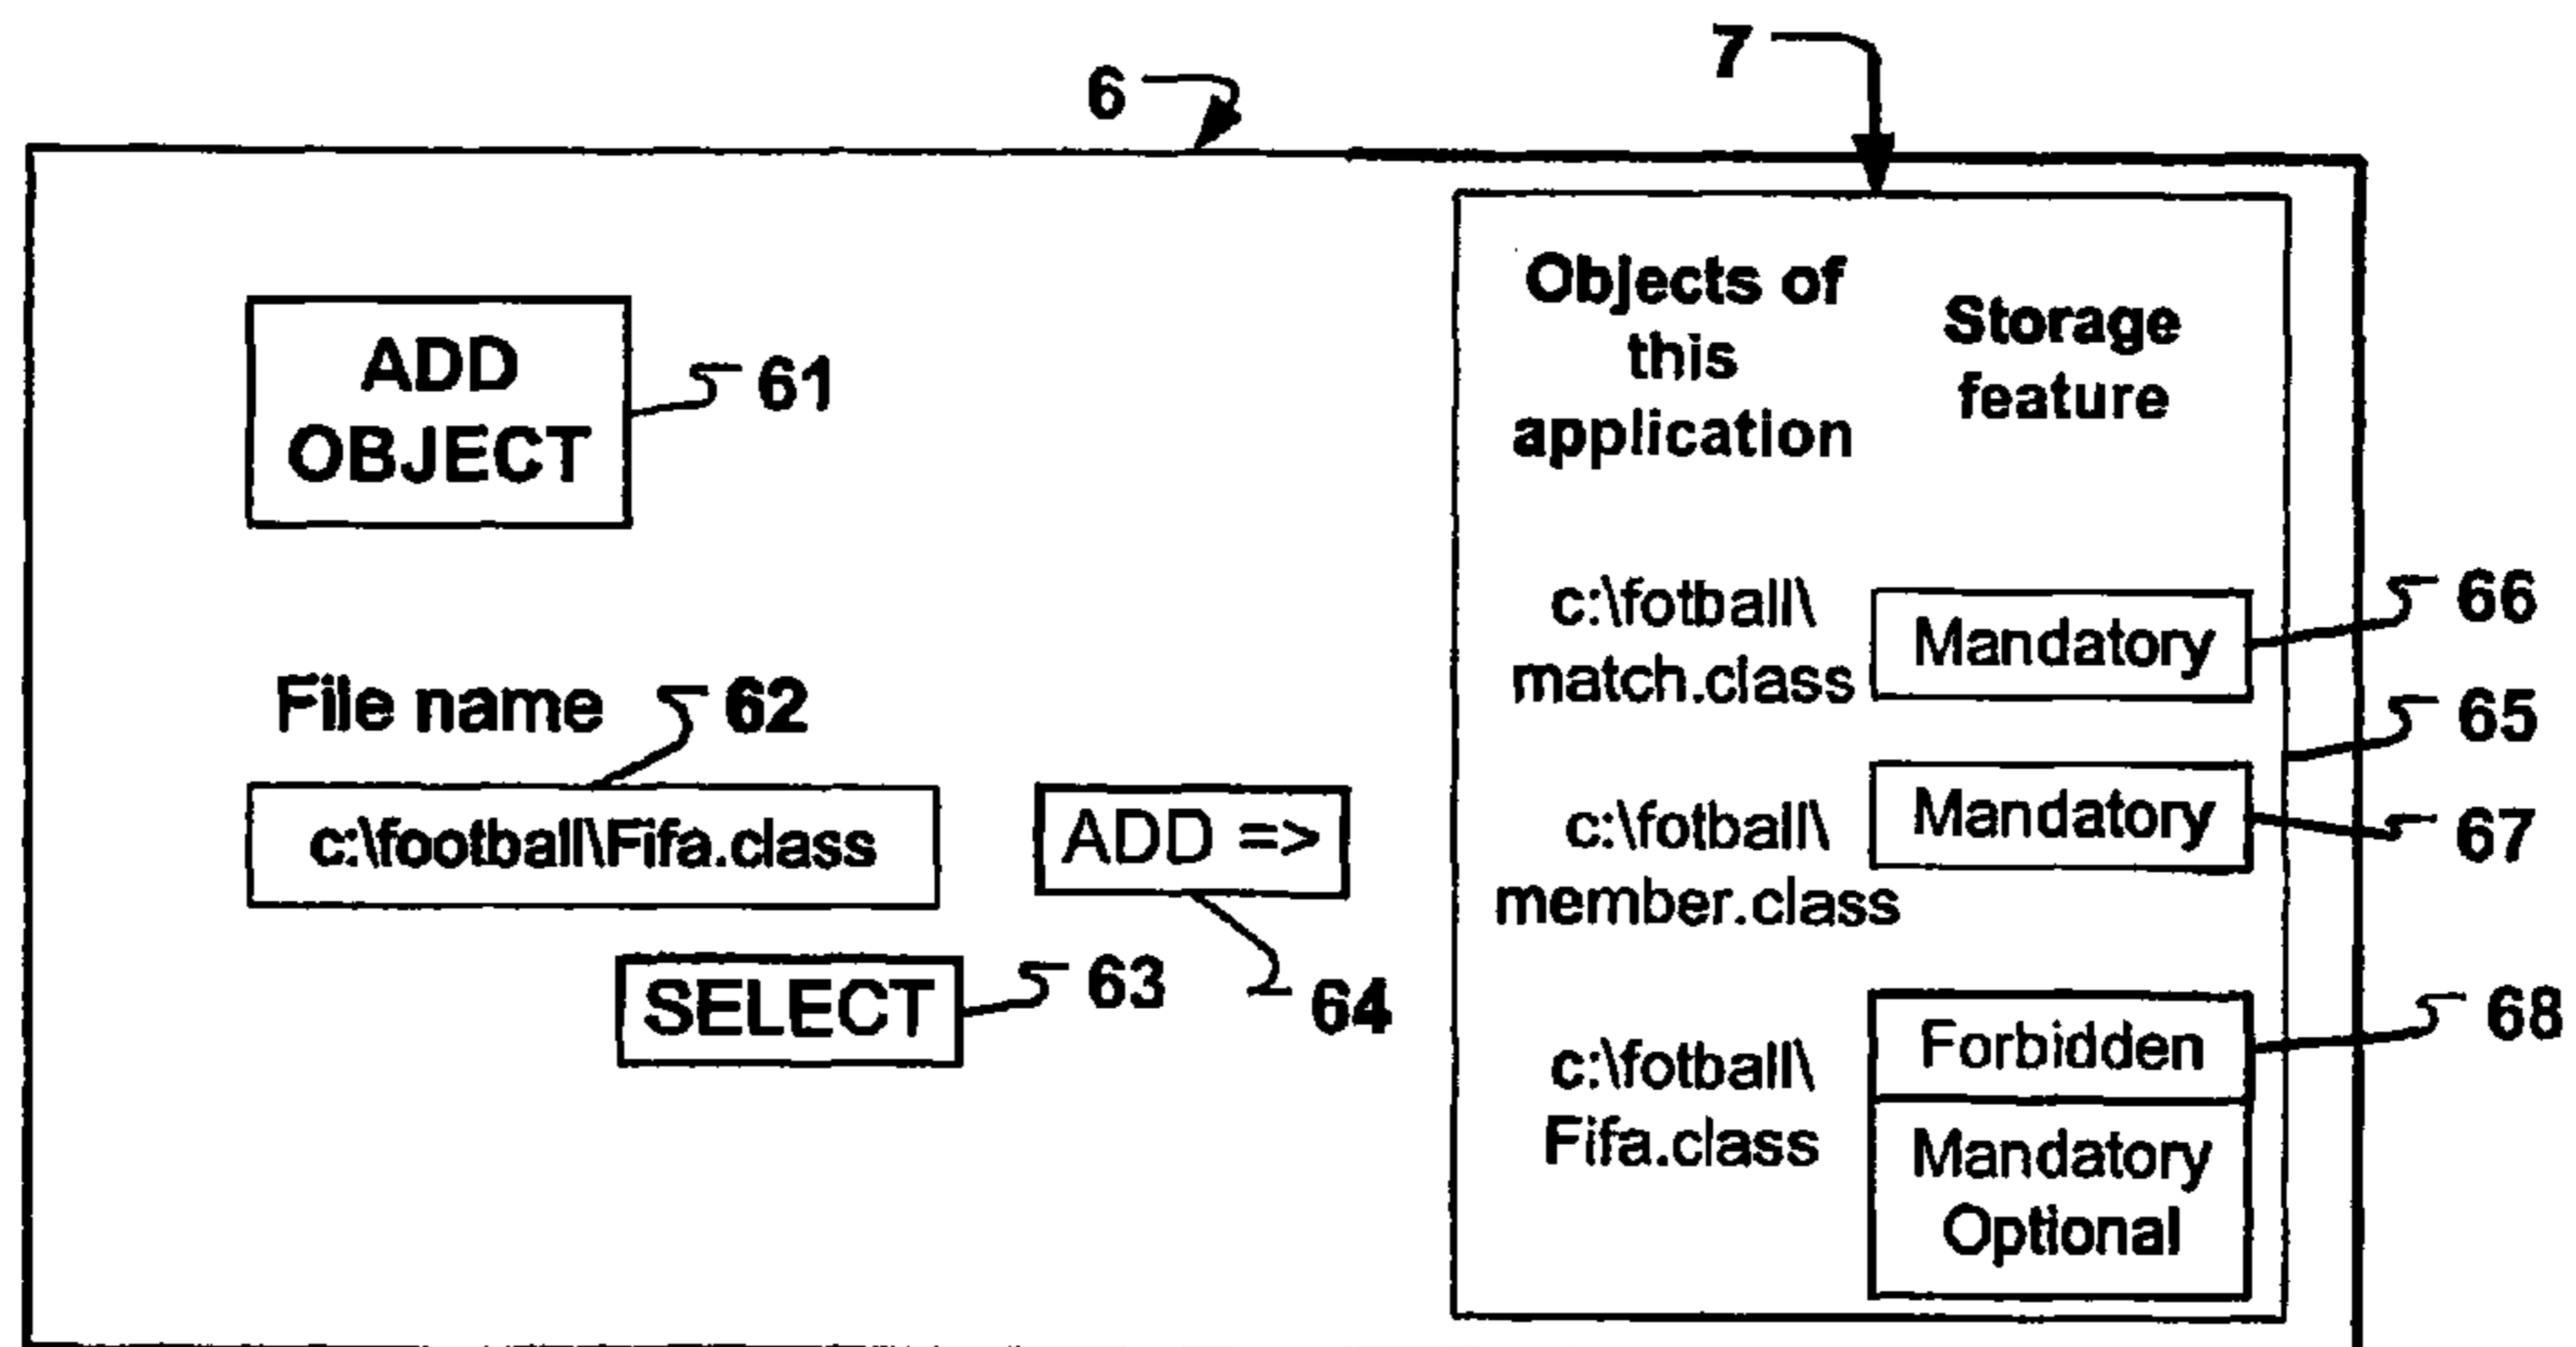 6
7
ADD
OBJECT
61
File name
62
c:\football\Fifa.class
ADD =>
SELECT
63
64
Objects of
this
application
Storage
feature
c:\fotball\
match.class
Mandatory
66
65
c:\fotball\
member.class
Mandatory
67
c:\fotball\
Fifa.class
Forbidden
68
Mandatory
Optional